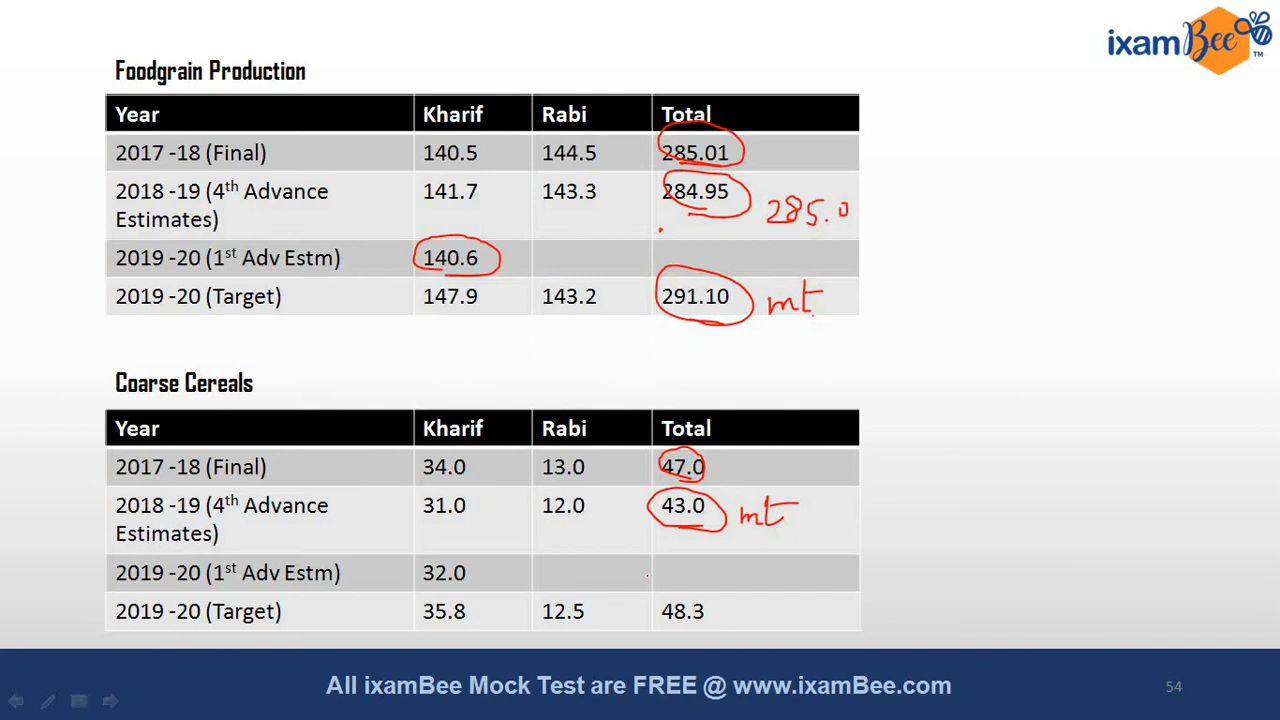 ixamBee™
Foodgrain Production
Year Kharif Rabi Total
2017 -18 (Final) 140.5 144.5 285.01
2018 -19 (4th Advance Estimates) 141.7 143.3 284.95 285.0
2019 -20 (1st Adv Estm) 140.6
2019 -20 (Target) 147.9 143.2 291.10 mt
Coarse Cereals
Year Kharif Rabi Total
2017 -18 (Final) 34.0 13.0 47.0
2018 -19 (4th Advance Estimates) 31.0 12.0 43.0 mt
2019 -20 (1st Adv Estm) 32.0
2019 -20 (Target) 35.8 12.5 48.3
All ixamBee Mock Test are FREE @ www.ixamBee.com 54